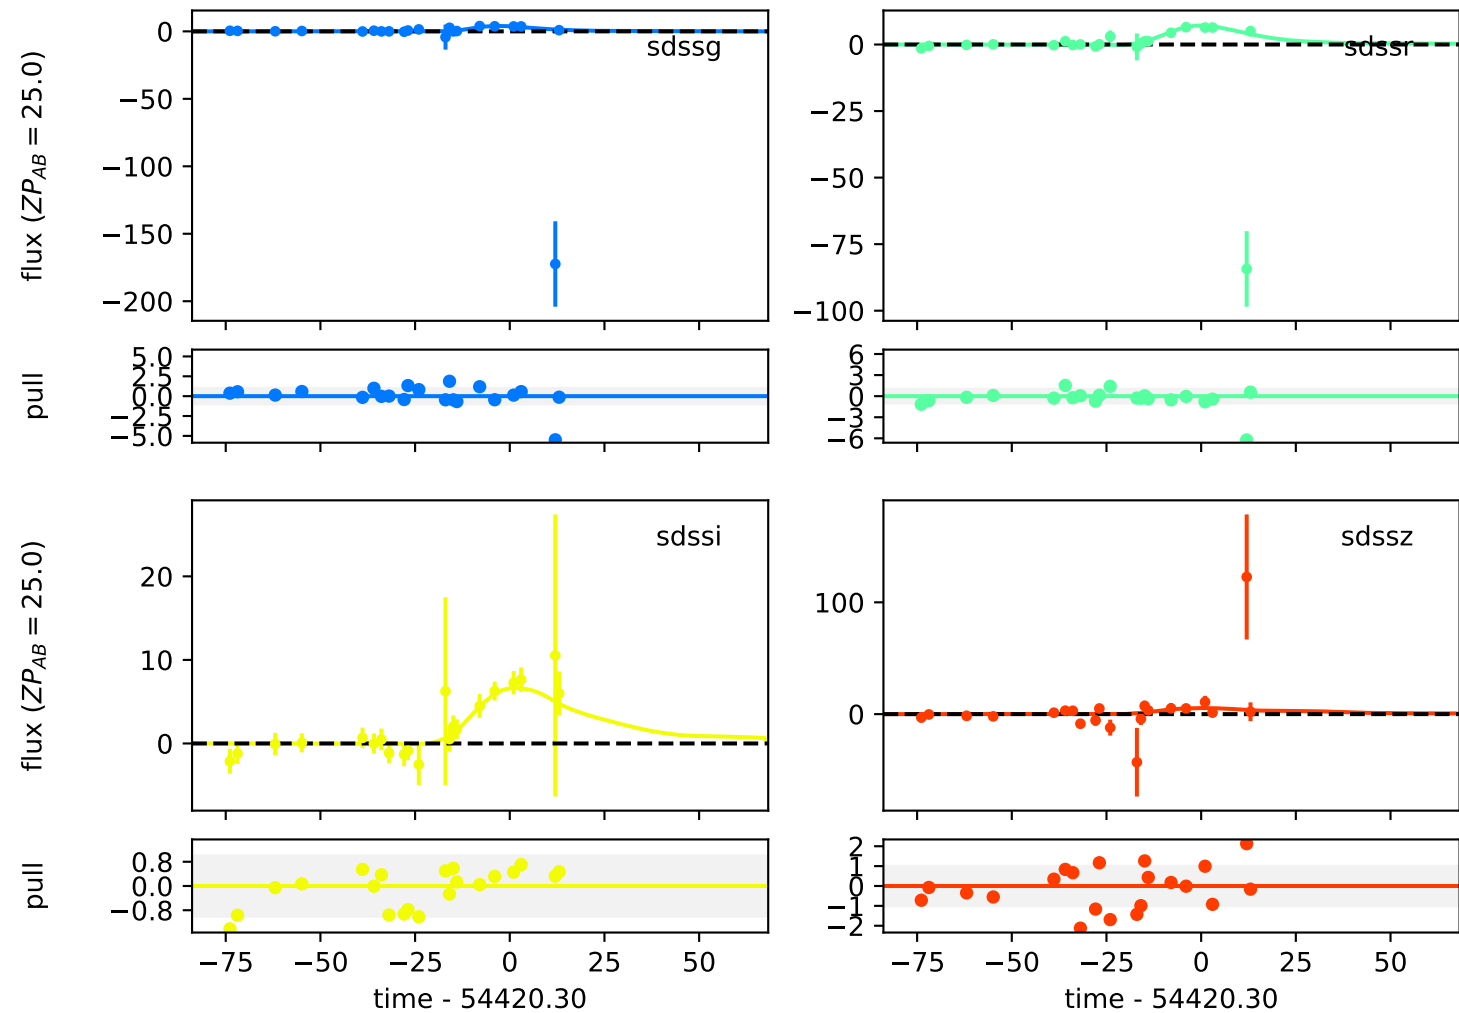 flux (ZP_AB = 25.0)
0
−50
−100
−150
−200
sdssg
0
−25
−50
−75
−100
sdssr
pull
5.0
2.5
0.0
−2.5
−5.0
6
3
0
−3
−6
flux (ZP_AB = 25.0)
20
10
0
sdssi
100
0
sdssz
pull
0.8
0.0
−0.8
2
1
0
−1
−2
−75 −50 −25 0 25 50
−75 −50 −25 0 25 50
time - 54420.30
time - 54420.30